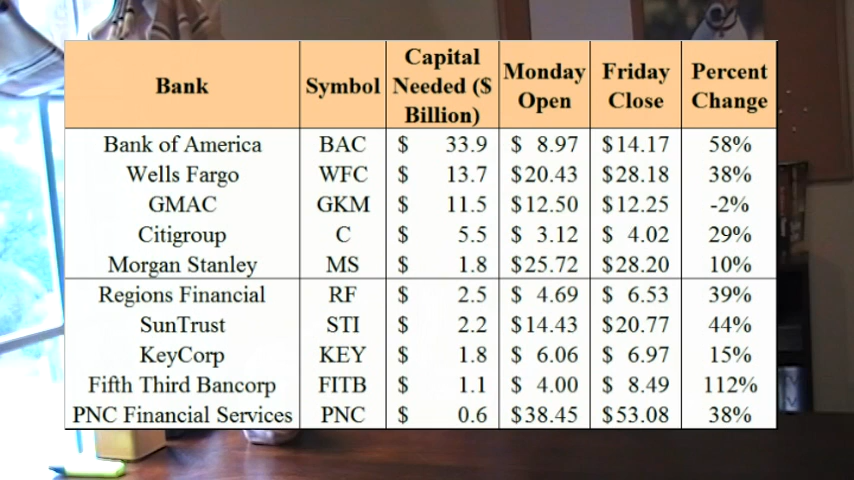 Bank Symbol Capital Needed ($ Billion) Monday Open Friday Close Percent Change
Bank of America BAC $ 33.9 $ 8.97 $14.17 58%
Wells Fargo WFC $ 13.7 $20.43 $28.18 38%
GMAC GKM $ 11.5 $12.50 $12.25 -2%
Citigroup C $ 5.5 $ 3.12 $ 4.02 29%
Morgan Stanley MS $ 1.8 $25.72 $28.20 10%
Regions Financial RF $ 2.5 $ 4.69 $ 6.53 39%
SunTrust STI $ 2.2 $14.43 $20.77 44%
KeyCorp KEY $ 1.8 $ 6.06 $ 6.97 15%
Fifth Third Bancorp FITB $ 1.1 $ 4.00 $ 8.49 112%
PNC Financial Services PNC $ 0.6 $38.45 $53.08 38%